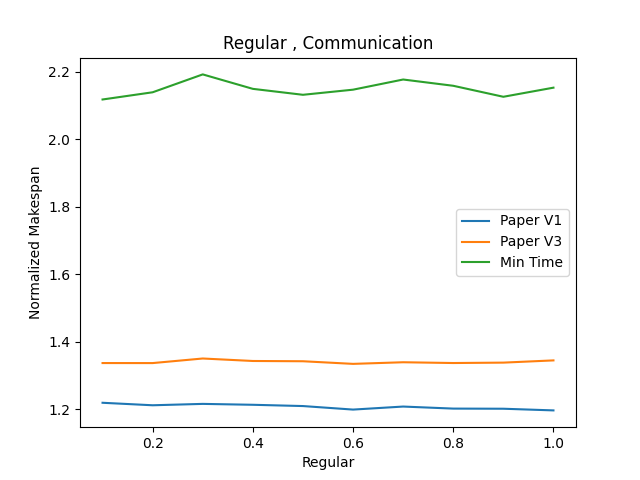 Regular , Communication
Normalized Makespan
2.2
2.0
1.8
1.6
1.4
1.2
Paper V1
Paper V3
Min Time
0.2
0.4
0.6
0.8
1.0
Regular